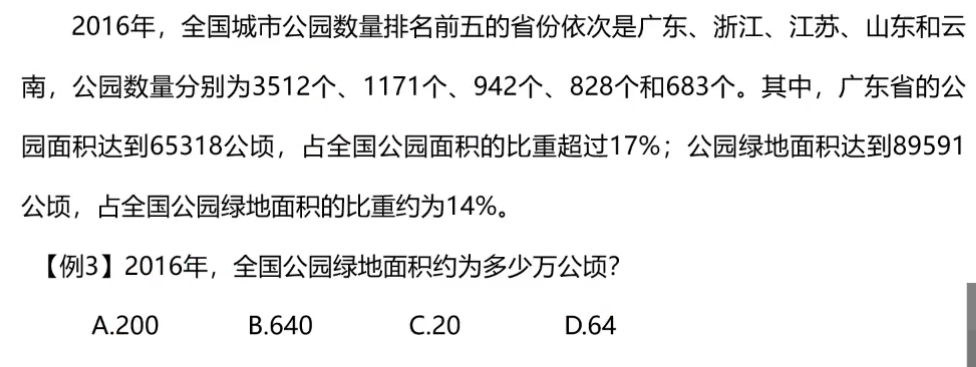 2016年，全国城市公园数量排名前五的省份依次是广东、浙江、江苏、山东和云
南，公园数量分别为3512个、1171个、942个、828个和683个。其中，广东省的公
园面积达到65318公顷，占全国公园面积的比重超过17%；公园绿地面积达到89591
公顷，占全国公园绿地面积的比重约为14%。
【例3】2016年，全国公园绿地面积约为多少万公顷？
A.200 B.640 C.20 D.64